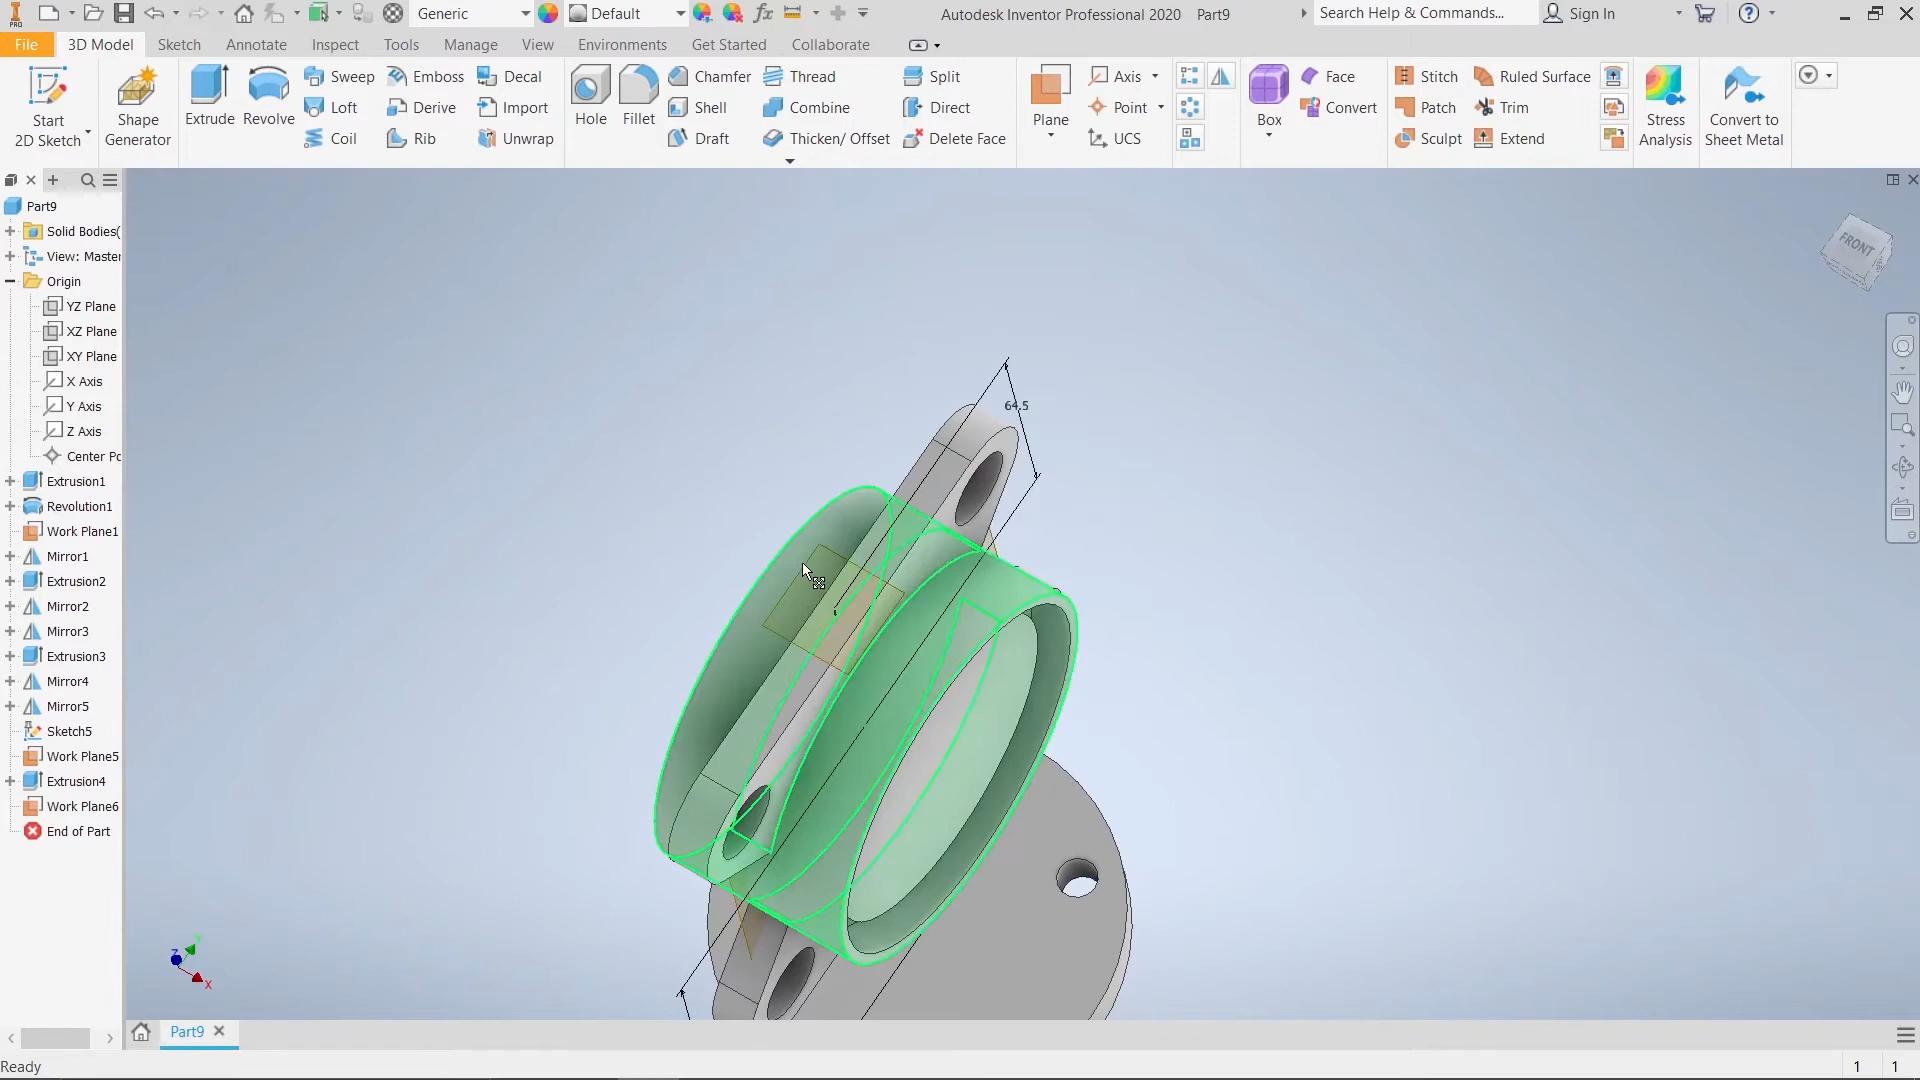 Generic
Default
Autodesk Inventor Professional 2020 Part9
Search Help & Commands...
Sign In
PRO
File
3D Model
Sketch
Annotate
Inspect
Tools
Manage
View
Environments
Get Started
Collaborate
Start
2D Sketch
Shape
Generator
Extrude
Revolve
Sweep
Loft
Coil
Emboss
Derive
Rib
Decal
Import
Unwrap
Hole
Fillet
Chamfer
Shell
Draft
Thread
Combine
Thicken/ Offset
Split
Direct
Delete Face
Plane
Axis
Point
UCS
Box
Face
Convert
Stitch
Patch
Sculpt
Ruled Surface
Trim
Extend
Stress
Analysis
Convert to
Sheet Metal
Part9
Solid Bodies(
View: Master
Origin
YZ Plane
XZ Plane
XY Plane
X Axis
Y Axis
Z Axis
Center Po
Extrusion1
Revolution1
Work Plane1
Mirror1
Extrusion2
Mirror2
Mirror3
Extrusion3
Mirror4
Mirror5
Sketch5
Work Plane5
Extrusion4
Work Plane6
End of Part
FRONT
64.5
Z
Y
X
Part9
Ready
1 1